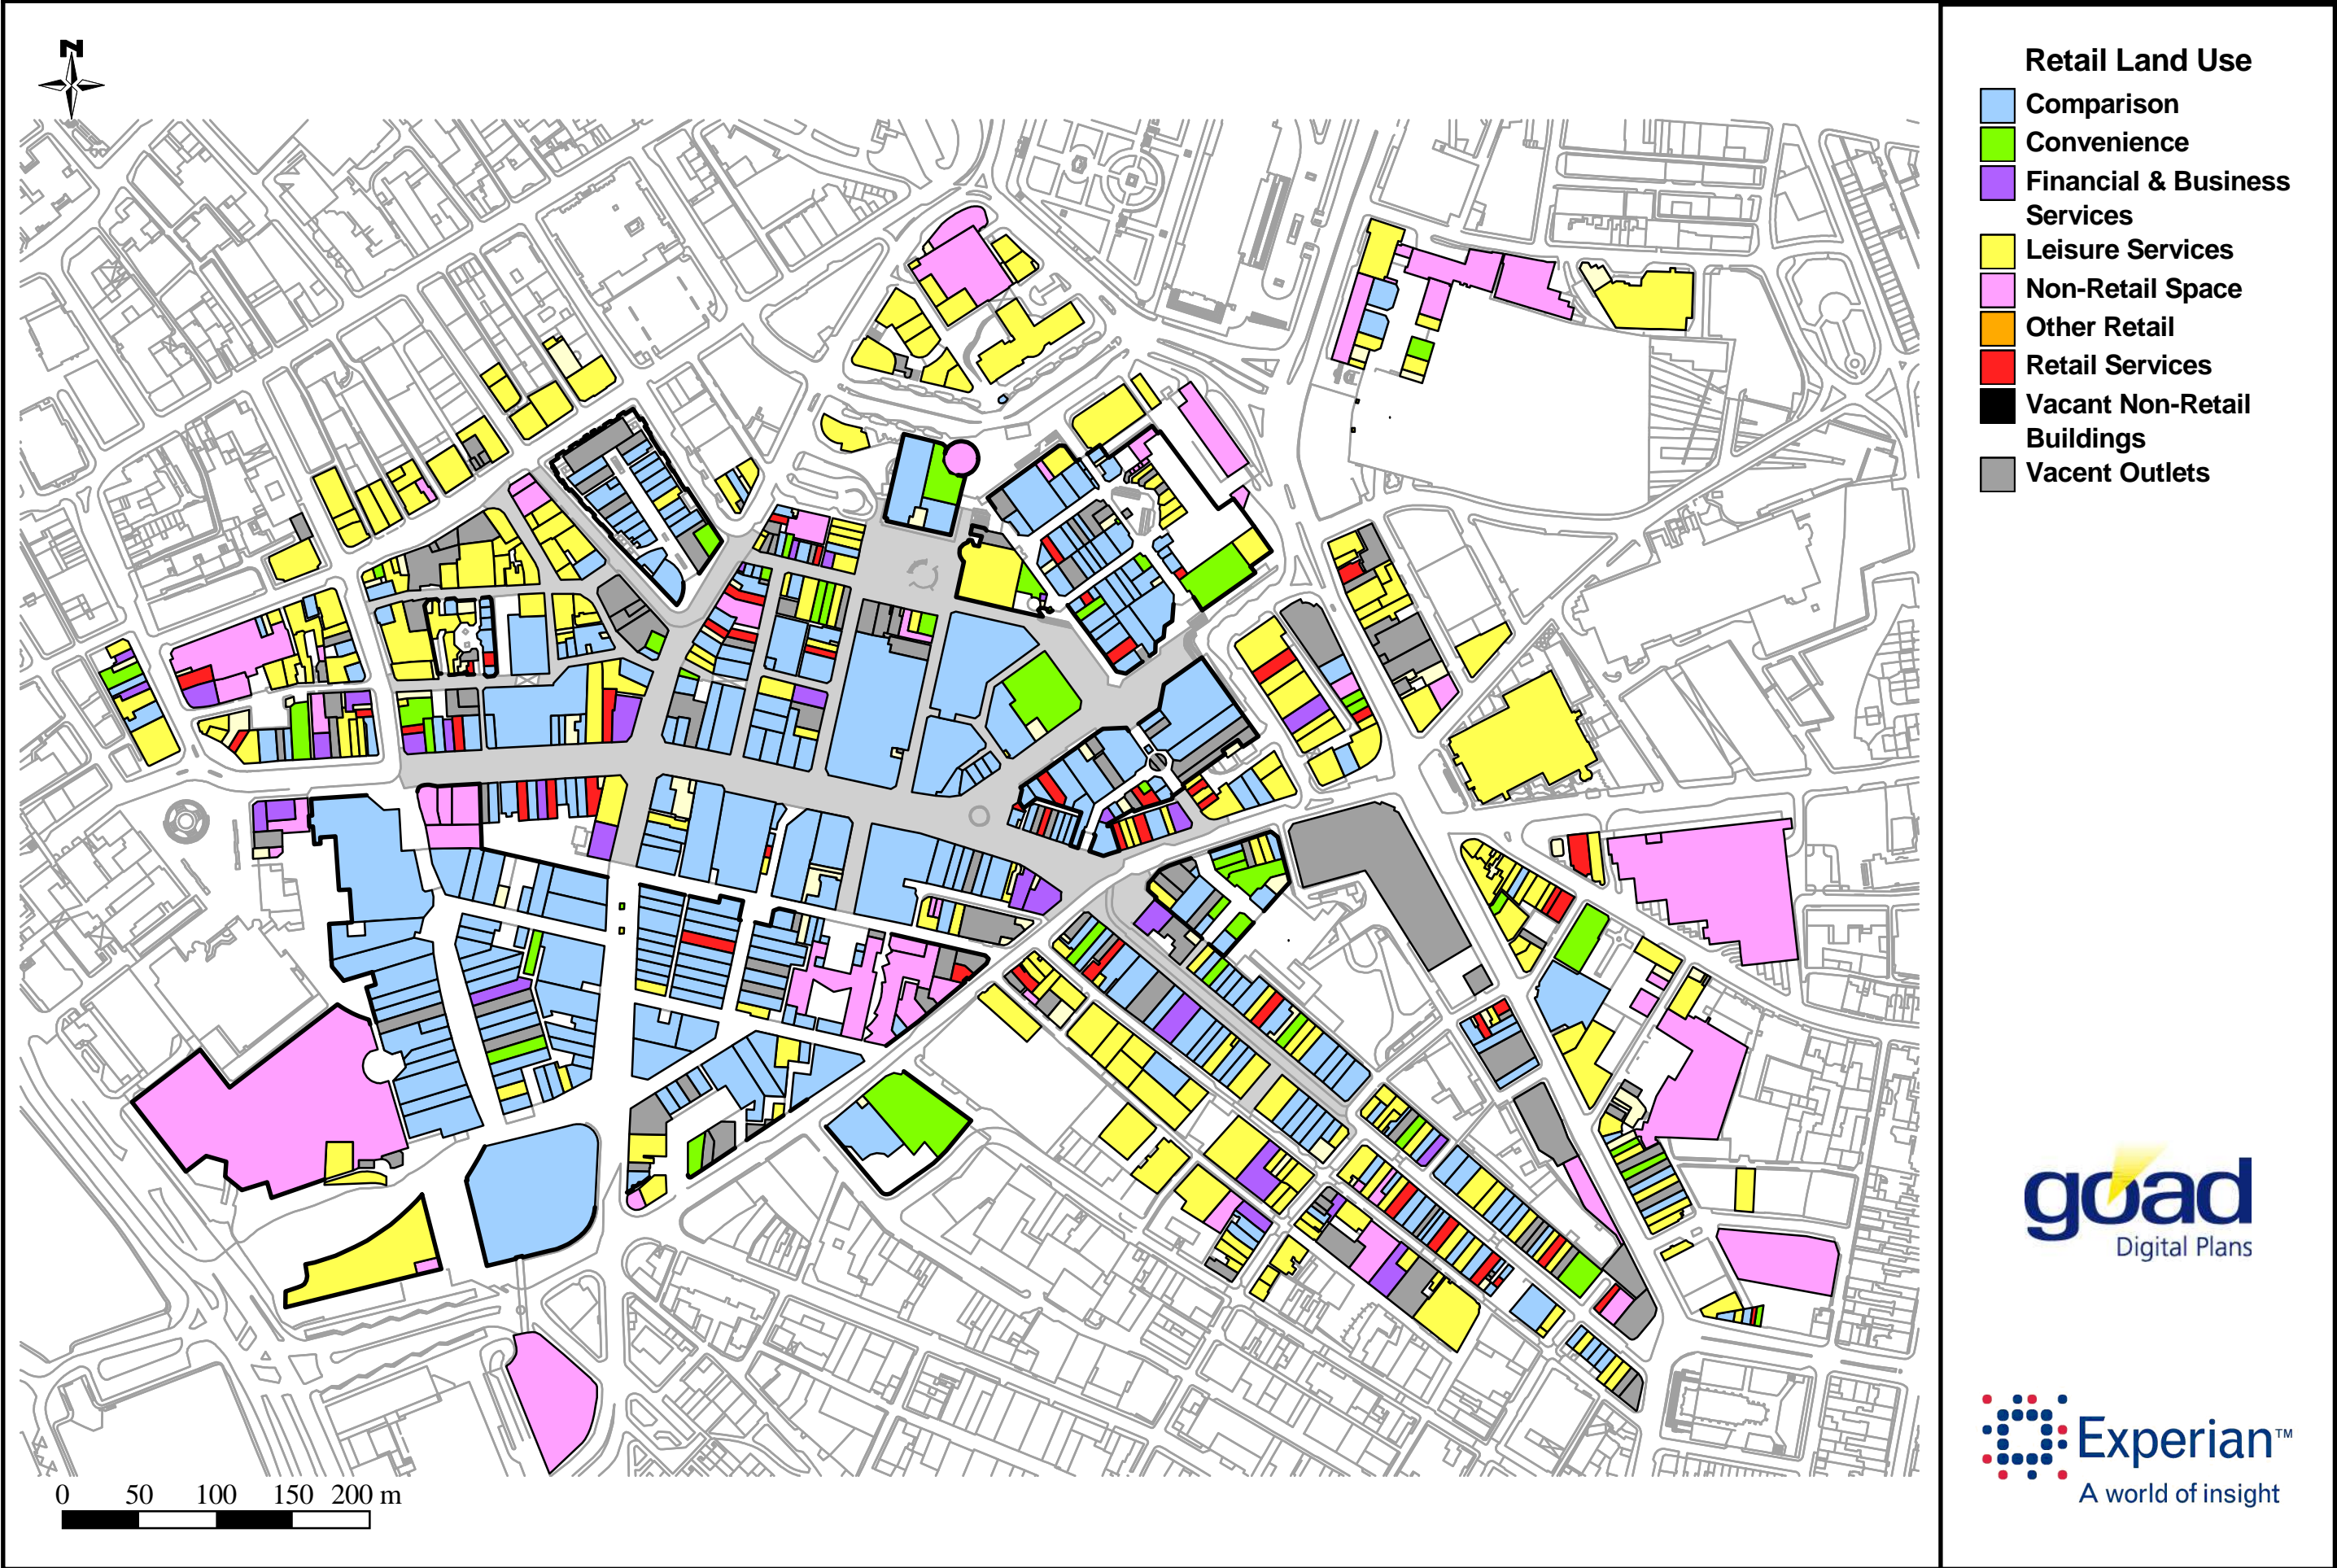 N
Retail Land Use
Comparison
Convenience
Financial & Business
Services
Leisure Services
Non-Retail Space
Other Retail
Retail Services
Vacant Non-Retail
Buildings
Vacent Outlets
goad
Digital Plans
Experian™
A world of insight
0 50 100 150 200 m